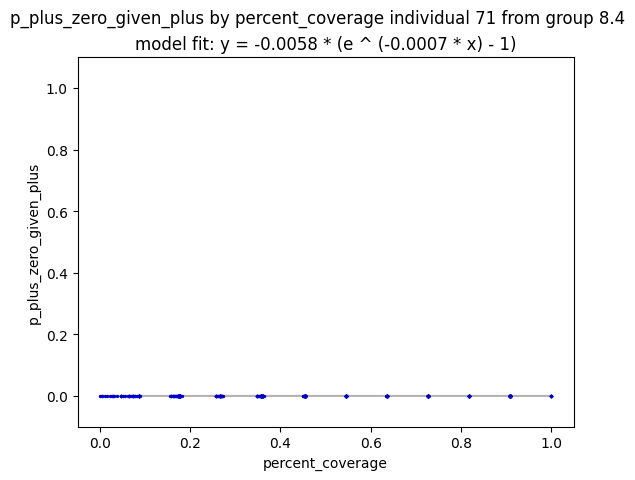 p_plus_zero_given_plus by percent_coverage individual 71 from group 8.4
model fit: y = -0.0058 * (e ^ (-0.0007 * x) - 1)
1.0
0.8
0.6
0.4
0.2
0.0
p_plus_zero_given_plus
0.0 0.2 0.4 0.6 0.8 1.0
percent_coverage